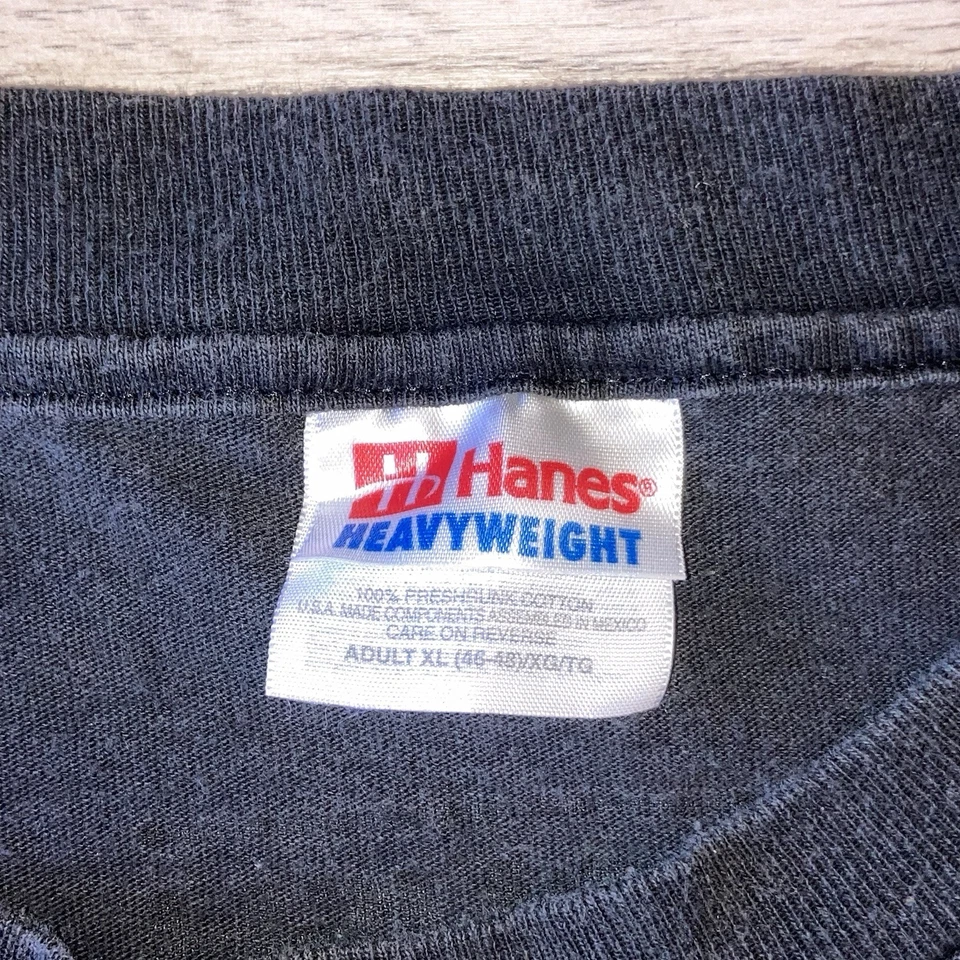 H Hanes®
HEAVYWEIGHT
100% PRESHRUNK COTTON
U.S.A. MADE COMPONENTS ASSEMBLED IN MEXICO
CARE ON REVERSE
ADULT XL (46-48)/XG/TG